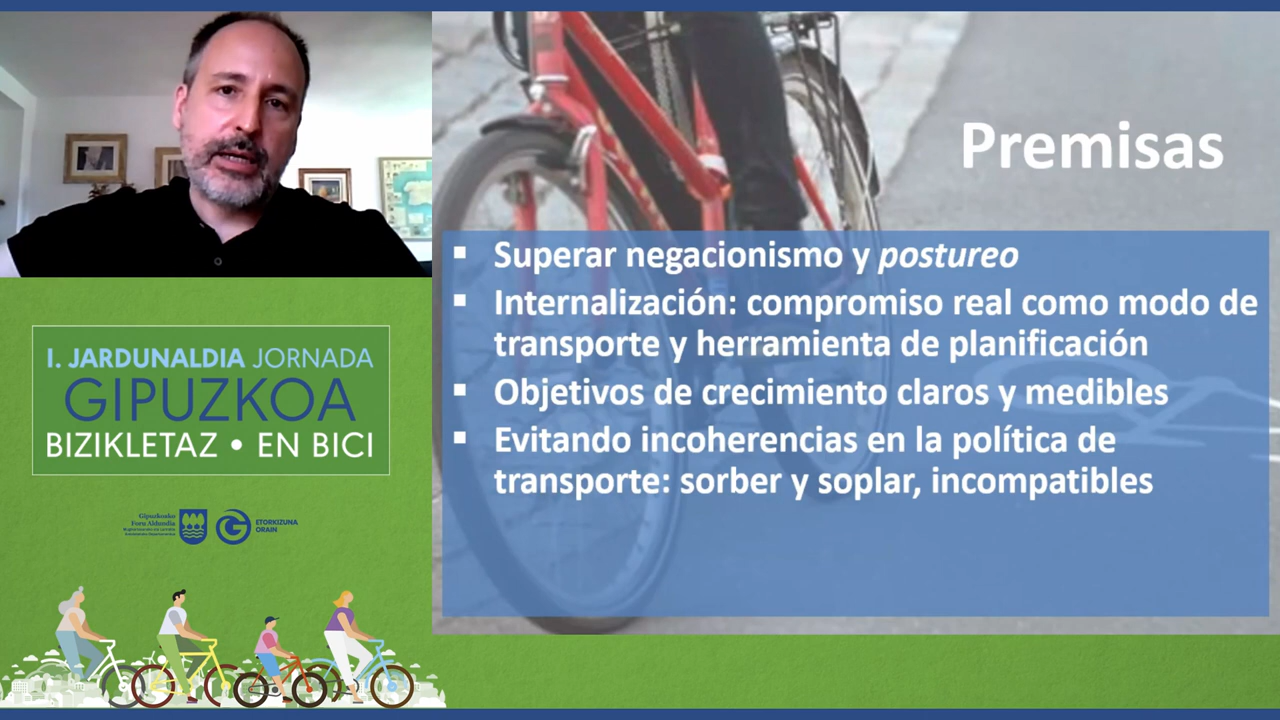 I. JARDUNALDIA JORNADA
GIPUZKOA
BIZIKLETAZ • EN BICI
Gipuzkoako
Foru Aldundia
ETORKIZUNA
ORAIN
Premisas
▪ Superar negacionismo y postureo
▪ Internalización: compromiso real como modo de
transporte y herramienta de planificación
▪ Objetivos de crecimiento claros y medibles
▪ Evitando incoherencias en la política de
transporte: sorber y soplar, incompatibles